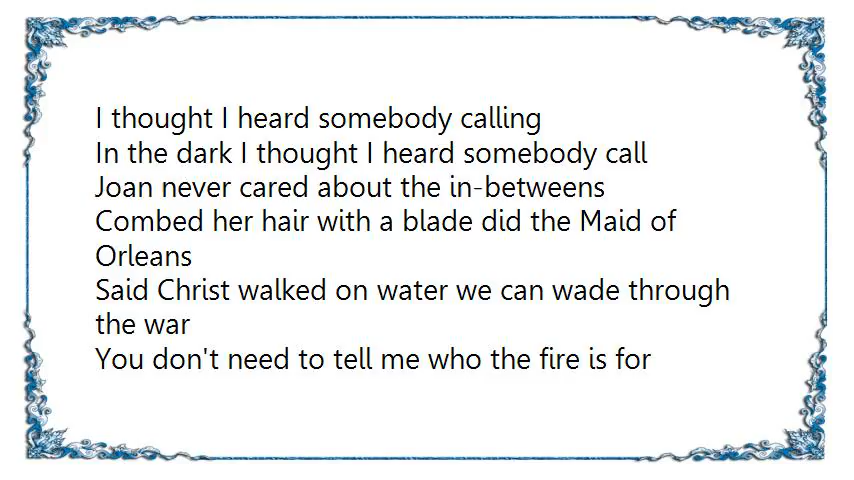 I thought I heard somebody calling
In the dark I thought I heard somebody call
Joan never cared about the in-betweens
Combed her hair with a blade did the Maid of
Orleans
Said Christ walked on water we can wade through
the war
You don't need to tell me who the fire is for